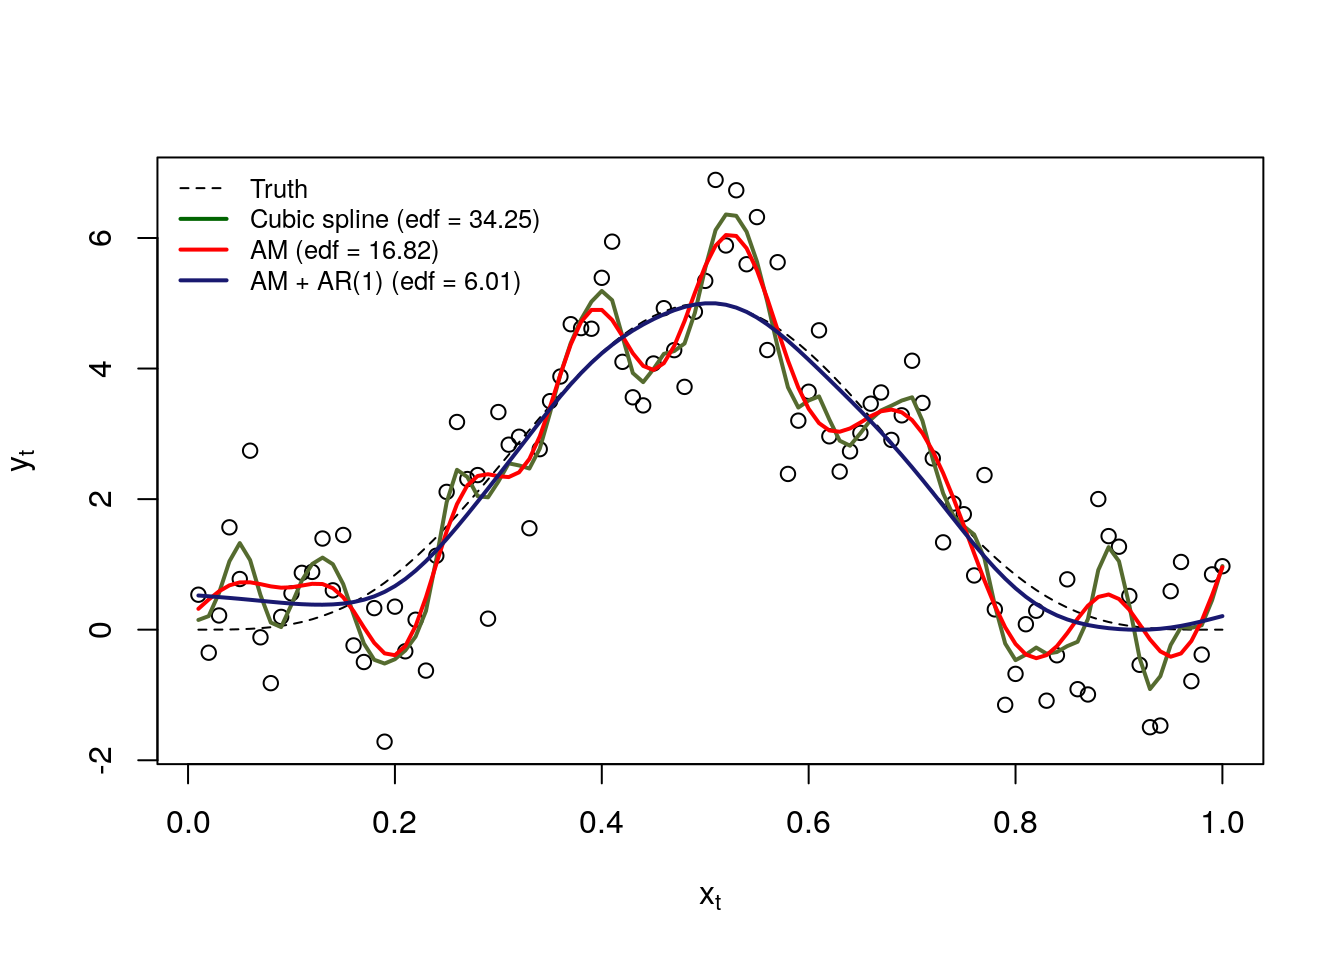 Truth
Cubic spline (edf = 34.25)
AM (edf = 16.82)
AM + AR(1) (edf = 6.01)
6
4
2
0
-2
yt
0.0 0.2 0.4 0.6 0.8 1.0
xt